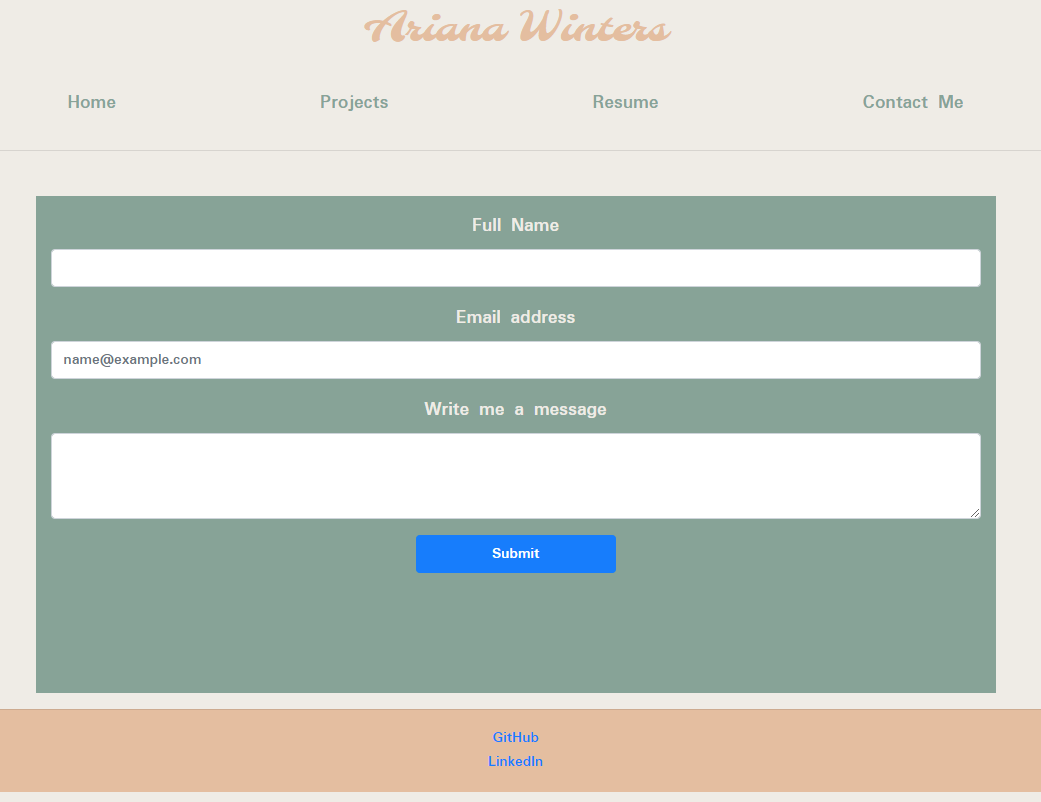 Ariana Winters
Home Projects Resume Contact Me
Full Name
Email address
name@example.com
Write me a message
Submit
GitHub
LinkedIn